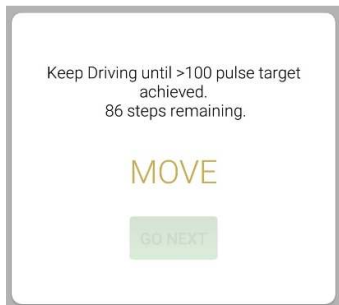 Keep Driving until >100 pulse target
achieved.
86 steps remaining.
MOVE
GO NEXT